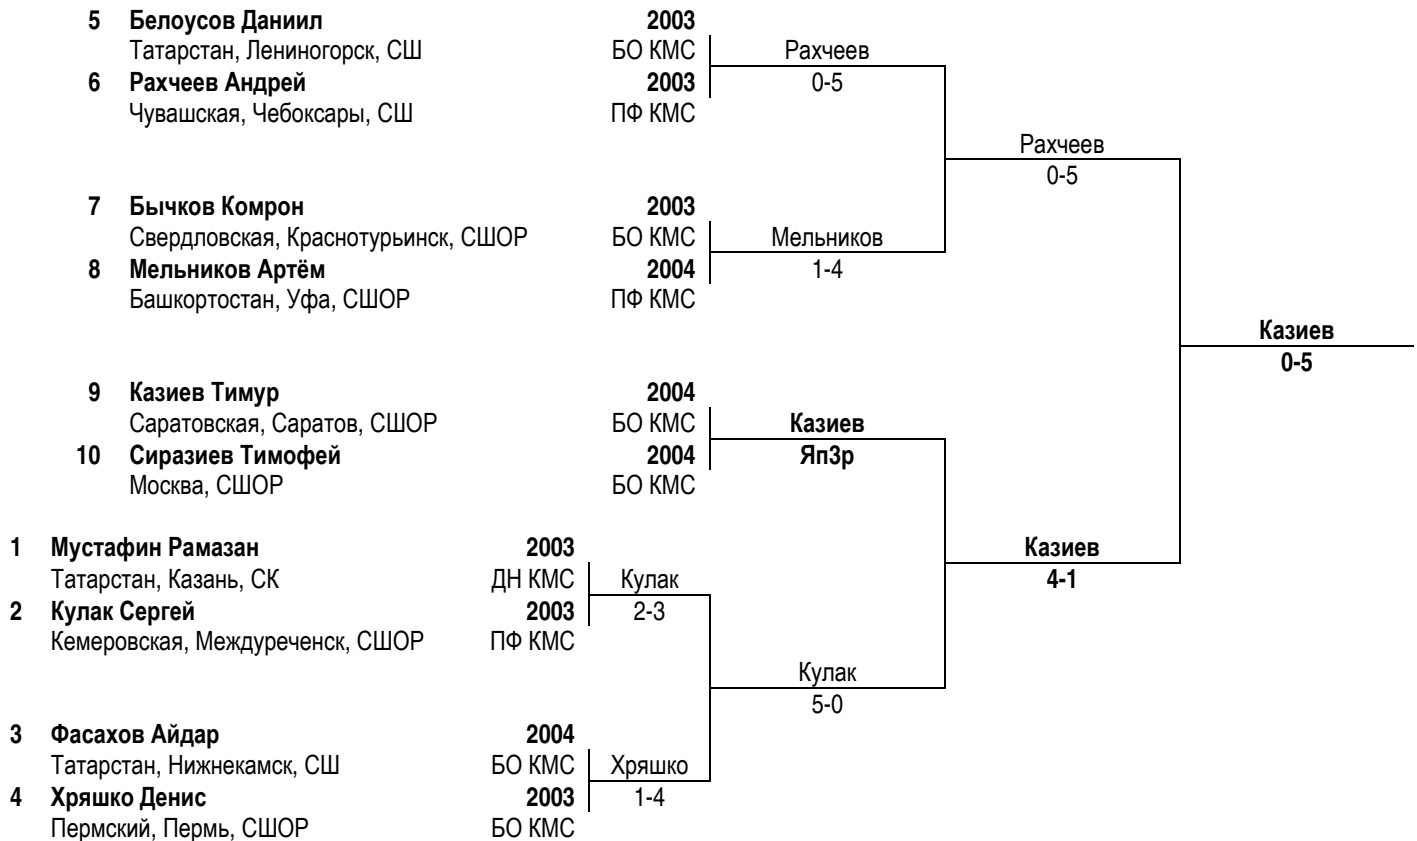 5 Белоусов Даниил 2003
Татарстан, Лениногорск, СШ БО КМС Рахчеев
6 Рахчеев Андрей 2003 0-5
Чувашская, Чебоксары, СШ ПФ КМС
Рахчеев
0-5
7 Бычков Комрон 2003
Свердловская, Краснотурьинск, СШОР БО КМС Мельников
8 Мельников Артём 2004 1-4
Башкортостан, Уфа, СШОР ПФ КМС
Казиев
0-5
9 Казиев Тимур 2004
Саратовская, Саратов, СШОР БО КМС Казиев
10 Сиразиев Тимофей 2004 Яп3р
Москва, СШОР БО КМС
1 Мустафин Рамазан 2003 Казиев
Татарстан, Казань, СК ДН КМС Кулак 4-1
2 Кулак Сергей 2003 2-3
Кемеровская, Междуреченск, СШОР ПФ КМС
Кулак
5-0
3 Фасахов Айдар 2004
Татарстан, Нижнекамск, СШ БО КМС Хряшко
4 Хряшко Денис 2003 1-4
Пермский, Пермь, СШОР БО КМС